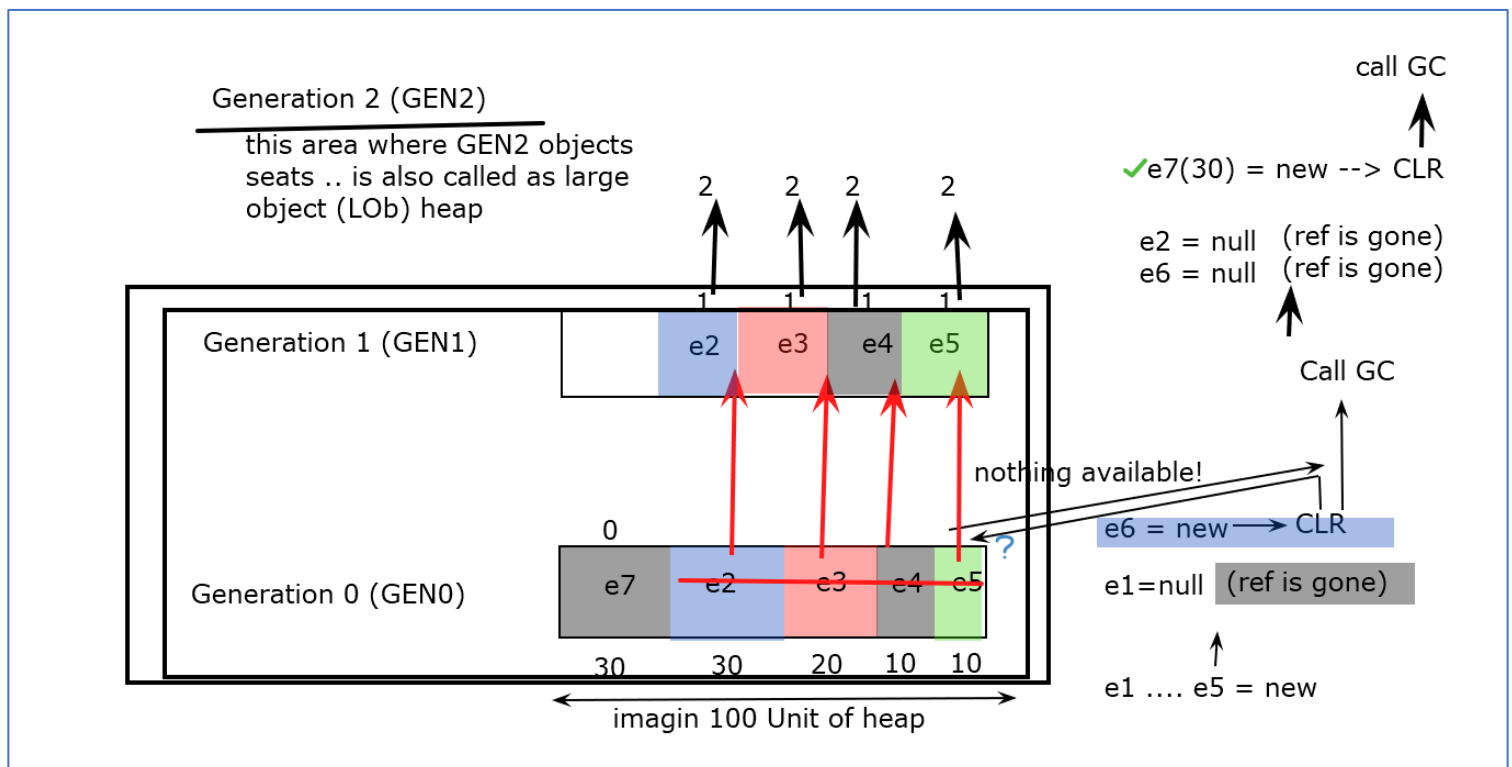 call GC
Generation 2 (GEN2)
this area where GEN2 objects
seats .. is also called as large
object (LOb) heap
e7(30) = new --> CLR
2 2 2 2
e2 = null (ref is gone)
e6 = null (ref is gone)
1 1 1 1
Generation 1 (GEN1)
e2 e3 e4 e5
Call GC
nothing available!
0
e6 = new CLR
?
Generation 0 (GEN0)
e7 e2 e3 e4 e5
e1=null (ref is gone)
30 30 20 10 10
e1 .... e5 = new
imagin 100 Unit of heap